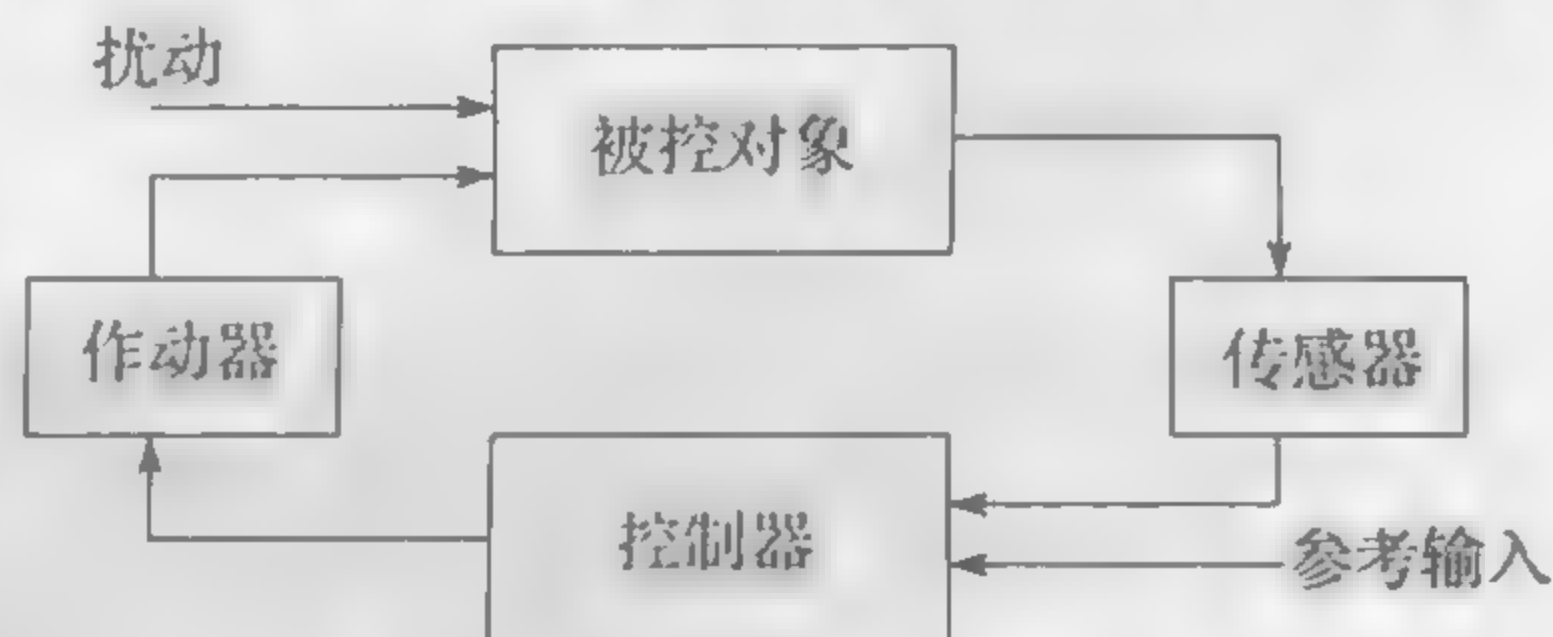 扰动
被控对象
作动器
传感器
控制器
参考输入